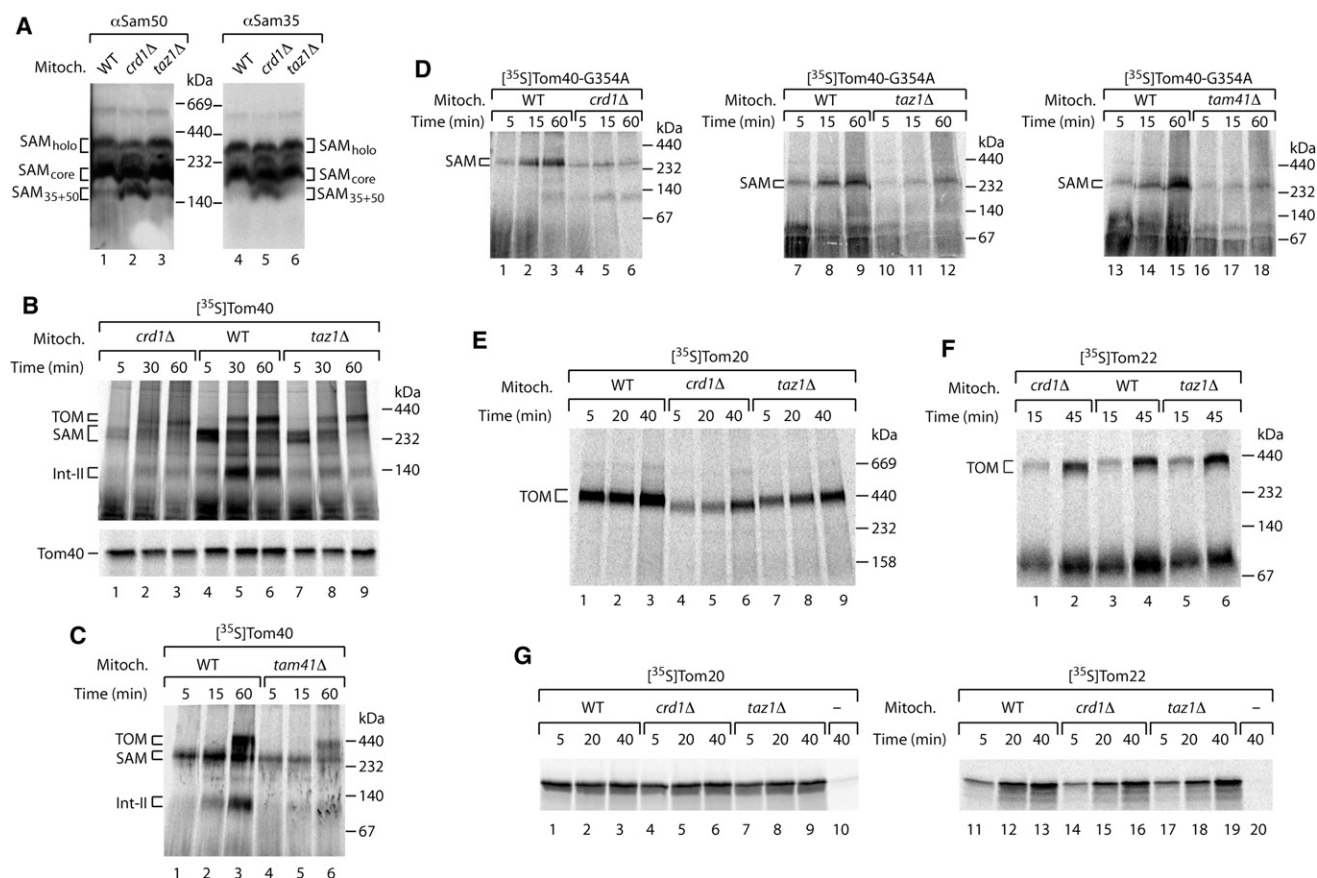 A
αSam50
αSam35
Mitoch.
WT
crd1Δ
taz1Δ
kDa
WT
crd1Δ
taz1Δ
669
440
232
140
SAMholo
SAMcore
SAM35+50
SAMholo
SAMcore
SAM35+50
1 2 3
4 5 6
B
[35S]Tom40
Mitoch. crd1Δ WT taz1Δ
Time (min) 5 30 60 5 30 60 5 30 60
kDa
TOM
SAM
Int-II
440
232
140
Tom40
1 2 3 4 5 6 7 8 9
C
[35S]Tom40
Mitoch. WT tam41Δ
Time (min) 5 15 60 5 15 60
kDa
TOM
SAM
Int-II
440
232
140
67
1 2 3 4 5 6
D
[35S]Tom40-G354A
Mitoch. WT crd1Δ
Time (min) 5 15 60 5 15 60
kDa
SAM
440
232
140
67
1 2 3 4 5 6
[35S]Tom40-G354A
Mitoch. WT taz1Δ
Time (min) 5 15 60 5 15 60
kDa
SAM
440
232
140
67
7 8 9 10 11 12
[35S]Tom40-G354A
Mitoch. WT tam41Δ
Time (min) 5 15 60 5 15 60
kDa
SAM
440
232
140
67
13 14 15 16 17 18
E
[35S]Tom20
Mitoch. WT crd1Δ taz1Δ
Time (min) 5 20 40 5 20 40 5 20 40
kDa
TOM
669
440
232
158
1 2 3 4 5 6 7 8 9
F
[35S]Tom22
Mitoch. crd1Δ WT taz1Δ
Time (min) 15 45 15 45 15 45
kDa
TOM
440
232
140
67
1 2 3 4 5 6
G
[35S]Tom20
Mitoch. WT crd1Δ taz1Δ –
Time (min) 5 20 40 5 20 40 5 20 40 40
1 2 3 4 5 6 7 8 9 10
[35S]Tom22
Mitoch. WT crd1Δ taz1Δ –
Time (min) 5 20 40 5 20 40 5 20 40 40
11 12 13 14 15 16 17 18 19 20